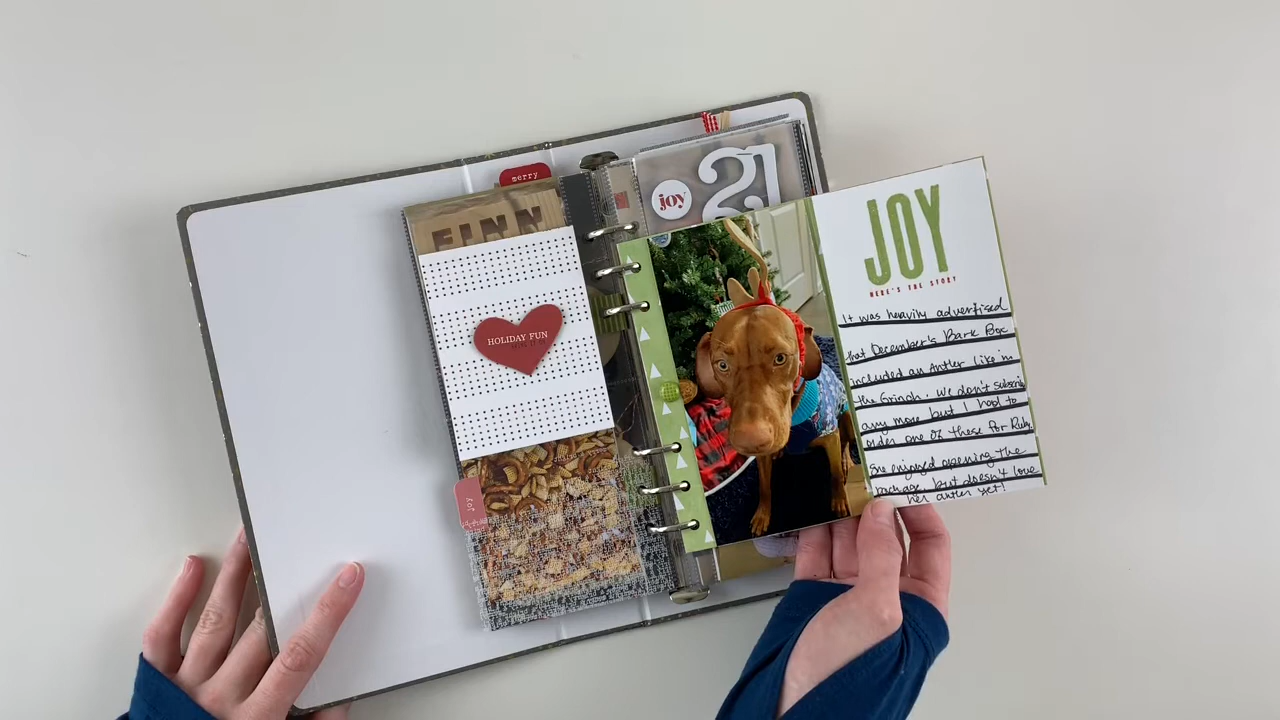 merry
FINN
HOLIDAY FUN
joy
joy
21
JOY
HERE'S THE STORY
It was heavily advertised
that December's Bark Box
included an Antler like in
the Grinch. We don't subscribe
any more but I had to
order one of these for Ruby.
She enjoyed opening the
package, but doesn't love
her antler yet!